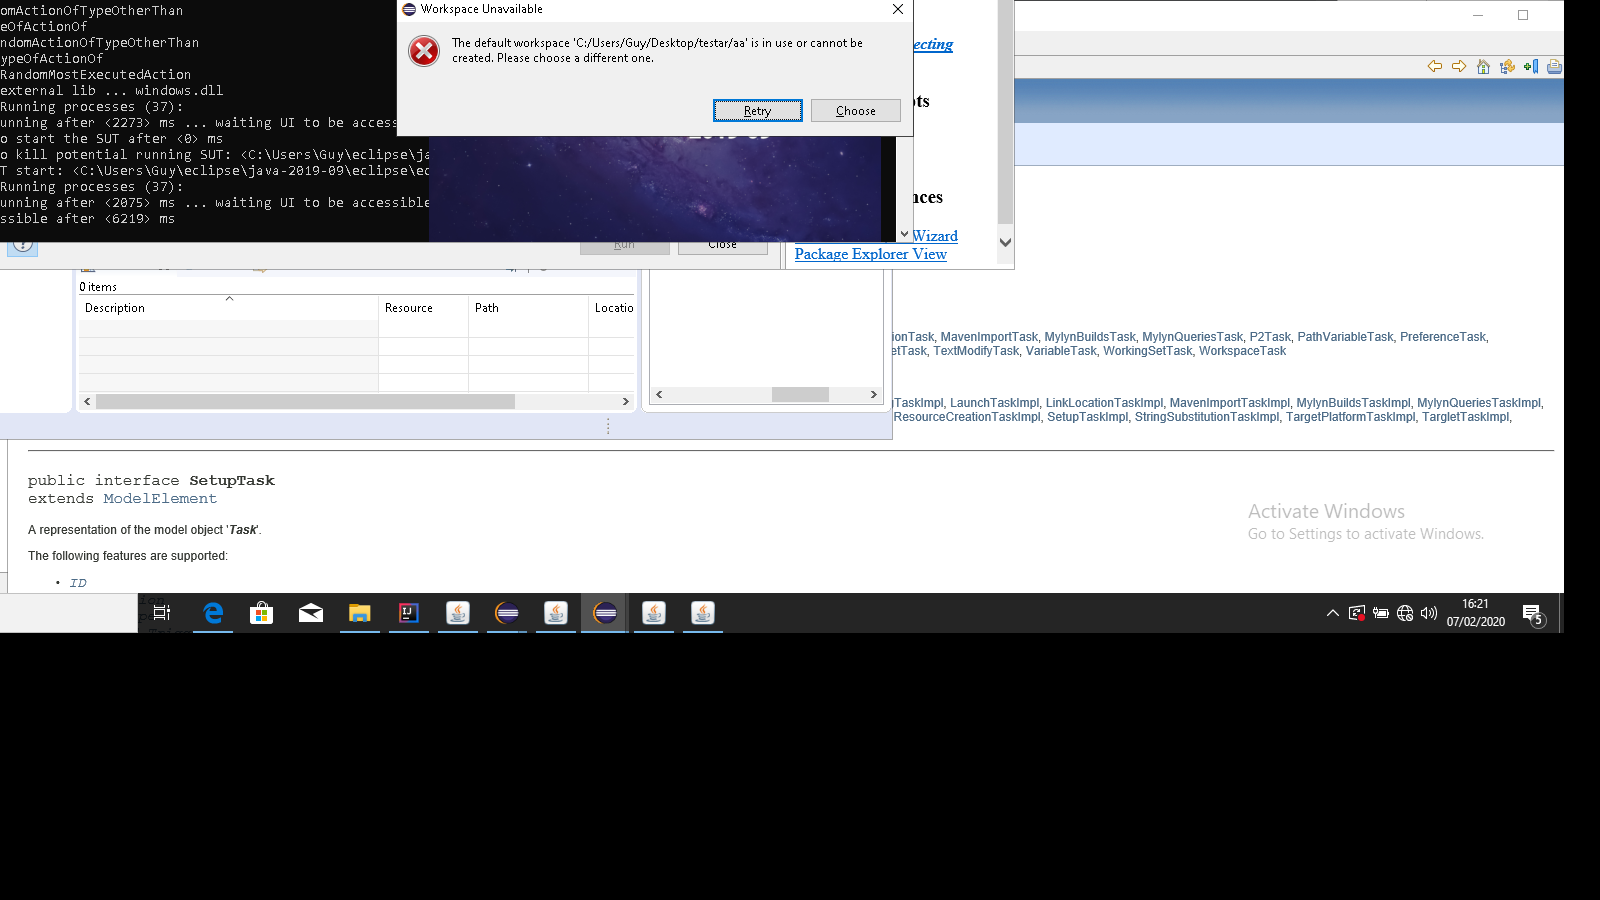 omActionOfTypeOtherThan
eOfActionOf
ndomActionOfTypeOtherThan
ypeOfActionOf
RandomMostExecutedAction
external lib ... windows.dll
Running processes (37):
unning after <2273> ms ... waiting UI to be access
o start the SUT after <0> ms
o kill potential running SUT: <C:\Users\Guy\eclipse\ja
T start: <C:\Users\Guy\eclipse\java-2019-09\eclipse\ec
Running processes (37):
unning after <2075> ms ... waiting UI to be accessible
ssible after <6219> ms
Workspace Unavailable
The default workspace 'C:/Users/Guy/Desktop/testar/aa' is in use or cannot be
created. Please choose a different one.
Retry
Choose
2019-09
ecting
ts
nces
Wizard
Package Explorer View
Run
Close
0 items
Description
Resource
Path
Locatio
ionTask, MavenImportTask, MylynBuildsTask, MylynQueriesTask, P2Task, PathVariableTask, PreferenceTask,
etTask, TextModifyTask, VariableTask, WorkingSetTask, WorkspaceTask
TaskImpl, LaunchTaskImpl, LinkLocationTaskImpl, MavenImportTaskImpl, MylynBuildsTaskImpl, MylynQueriesTaskImpl,
ResourceCreationTaskImpl, SetupTaskImpl, StringSubstitutionTaskImpl, TargetPlatformTaskImpl, TargletTaskImpl,
public interface SetupTask
extends ModelElement
A representation of the model object 'Task'.
The following features are supported:
• ID
Activate Windows
Go to Settings to activate Windows.
16:21
07/02/2020
5